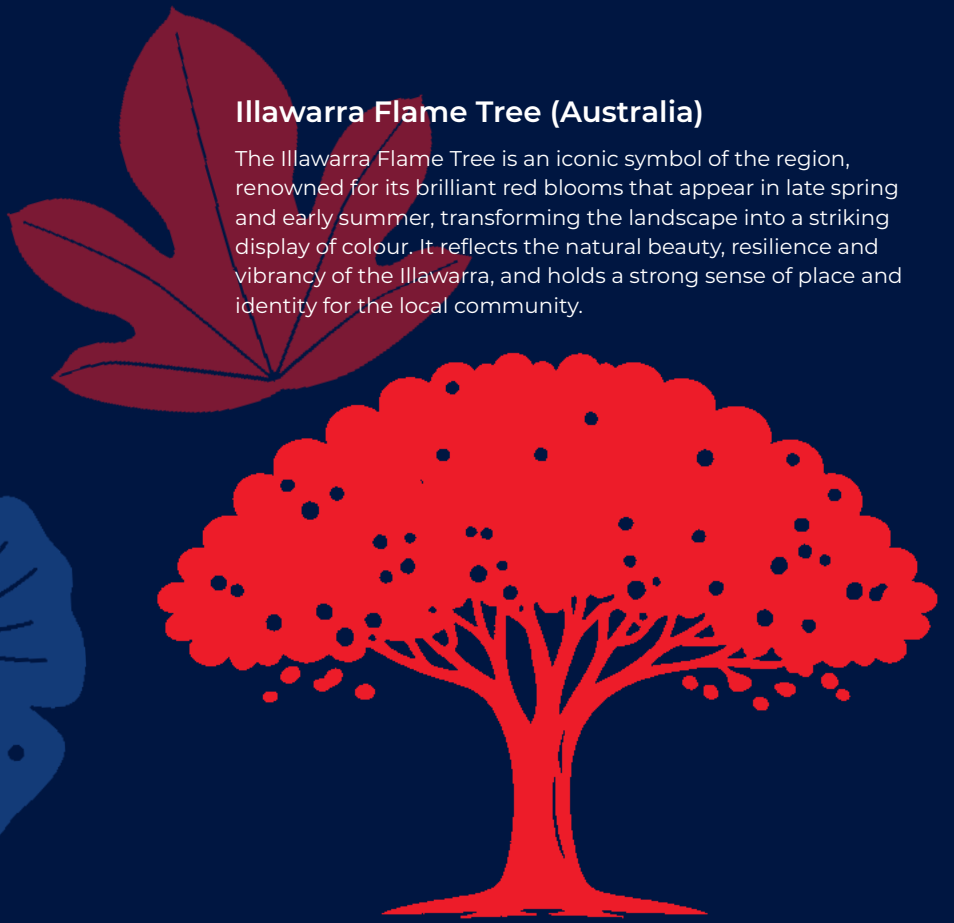 Illawarra Flame Tree (Australia)
The Illawarra Flame Tree is an iconic symbol of the region,
renowned for its brilliant red blooms that appear in late spring
and early summer, transforming the landscape into a striking
display of colour. It reflects the natural beauty, resilience and
vibrancy of the Illawarra, and holds a strong sense of place and
identity for the local community.